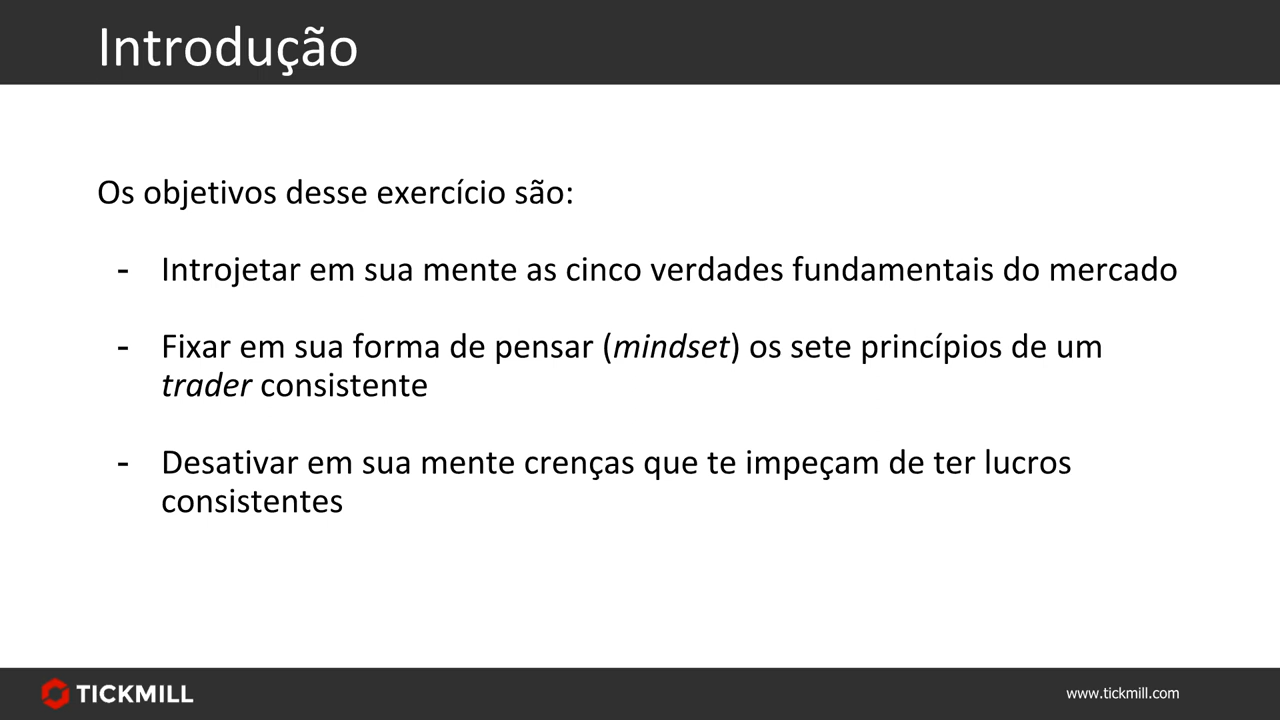 Introdução
Os objetivos desse exercício são:
- Introjetar em sua mente as cinco verdades fundamentais do mercado
- Fixar em sua forma de pensar (mindset) os sete princípios de um
trader consistente
- Desativar em sua mente crenças que te impeçam de ter lucros
consistentes
TICKMILL
www.tickmill.com